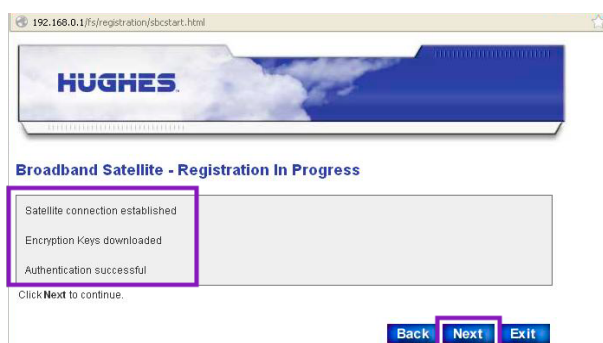 192.168.0.1/fs/registration/sbcstart.html
HUGHES.
Broadband Satellite - Registration In Progress
Satellite connection established
Encryption Keys downloaded
Authentication successful
Click Next to continue.
Back Next Exit